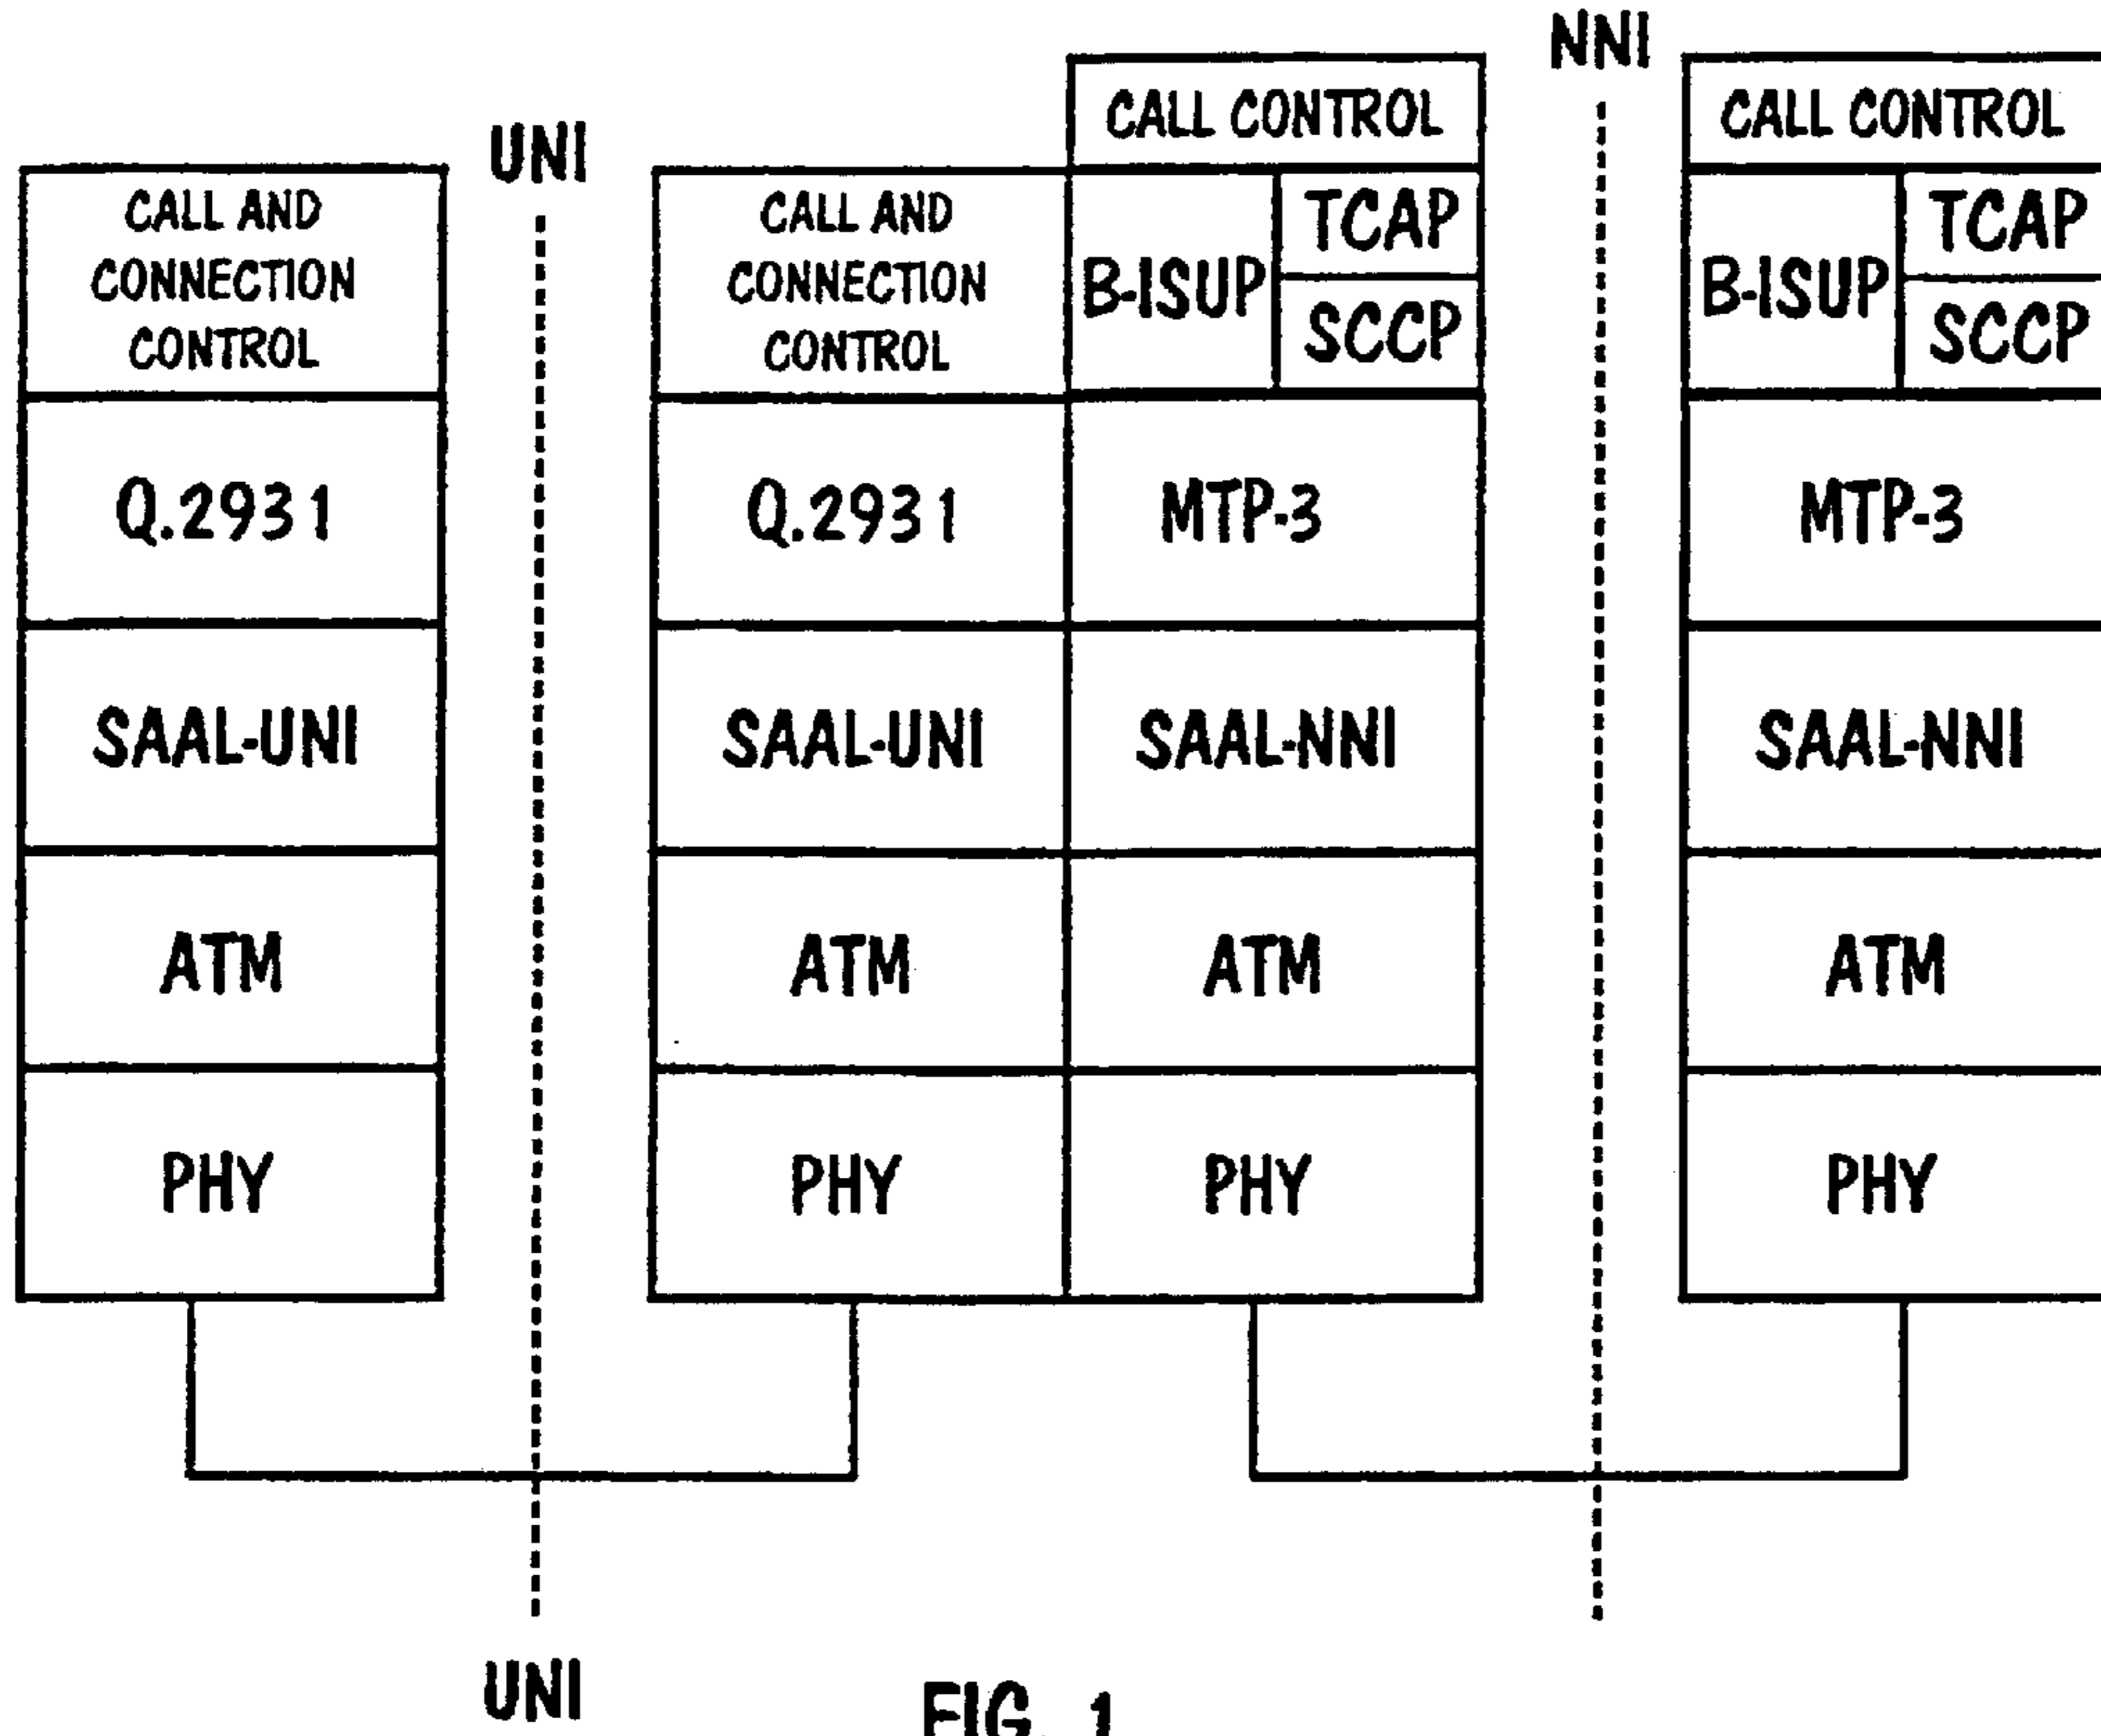 NNI
CALL CONTROL
CALL CONTROL
UNI
CALL AND
CONNECTION
CONTROL
CALL AND
CONNECTION
CONTROL
B-ISUP
TCAP
SCCP
B-ISUP
TCAP
SCCP
Q.2931
Q.2931
MTP-3
MTP-3
SAAL-UNI
SAAL-UNI
SAAL-NNI
SAAL-NNI
ATM
ATM
ATM
ATM
PHY
PHY
PHY
PHY
UNI
FIG. 1